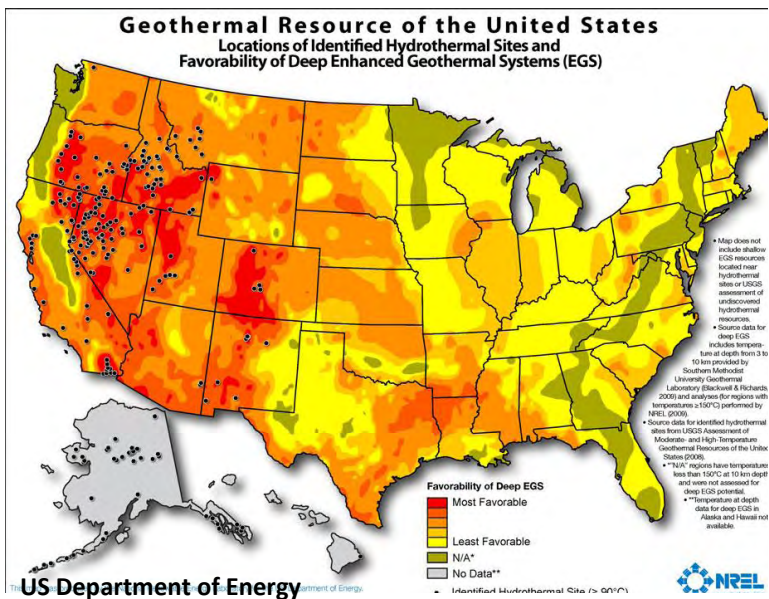 Geothermal Resource of the United States
Locations of Identified Hydrothermal Sites and
Favorability of Deep Enhanced Geothermal Systems (EGS)
• Map does not
include shallow
EGS resources
located near
hydrothermal
sites or USGS
assessment of
undiscovered
hydrothermal
resources.
• Source data for
deep EGS
includes tempera-
ture at depth from 3 to
10 km provided by
Southern Methodist
University Geothermal
Laboratory (Blackwell & Richards,
2009) and analyses (for regions with
temperatures ≥150°C) performed by
NREL (2009).
• Source data for identified hydrothermal
sites from USGS Assessment of
Moderate- and High-Temperature
Geothermal Resources of the United
States (2008).
• *"N/A" regions have temperatures
less than 150°C at 10 km depth
and were not assessed for
deep EGS potential.
• **Temperature at depth
data for deep EGS in
Alaska and Hawaii not
available.
Favorability of Deep EGS
Most Favorable
Least Favorable
N/A*
No Data**
Identified Hydrothermal Site (≥ 90°C)
NREL
US Department of Energy
epartment of Energy.